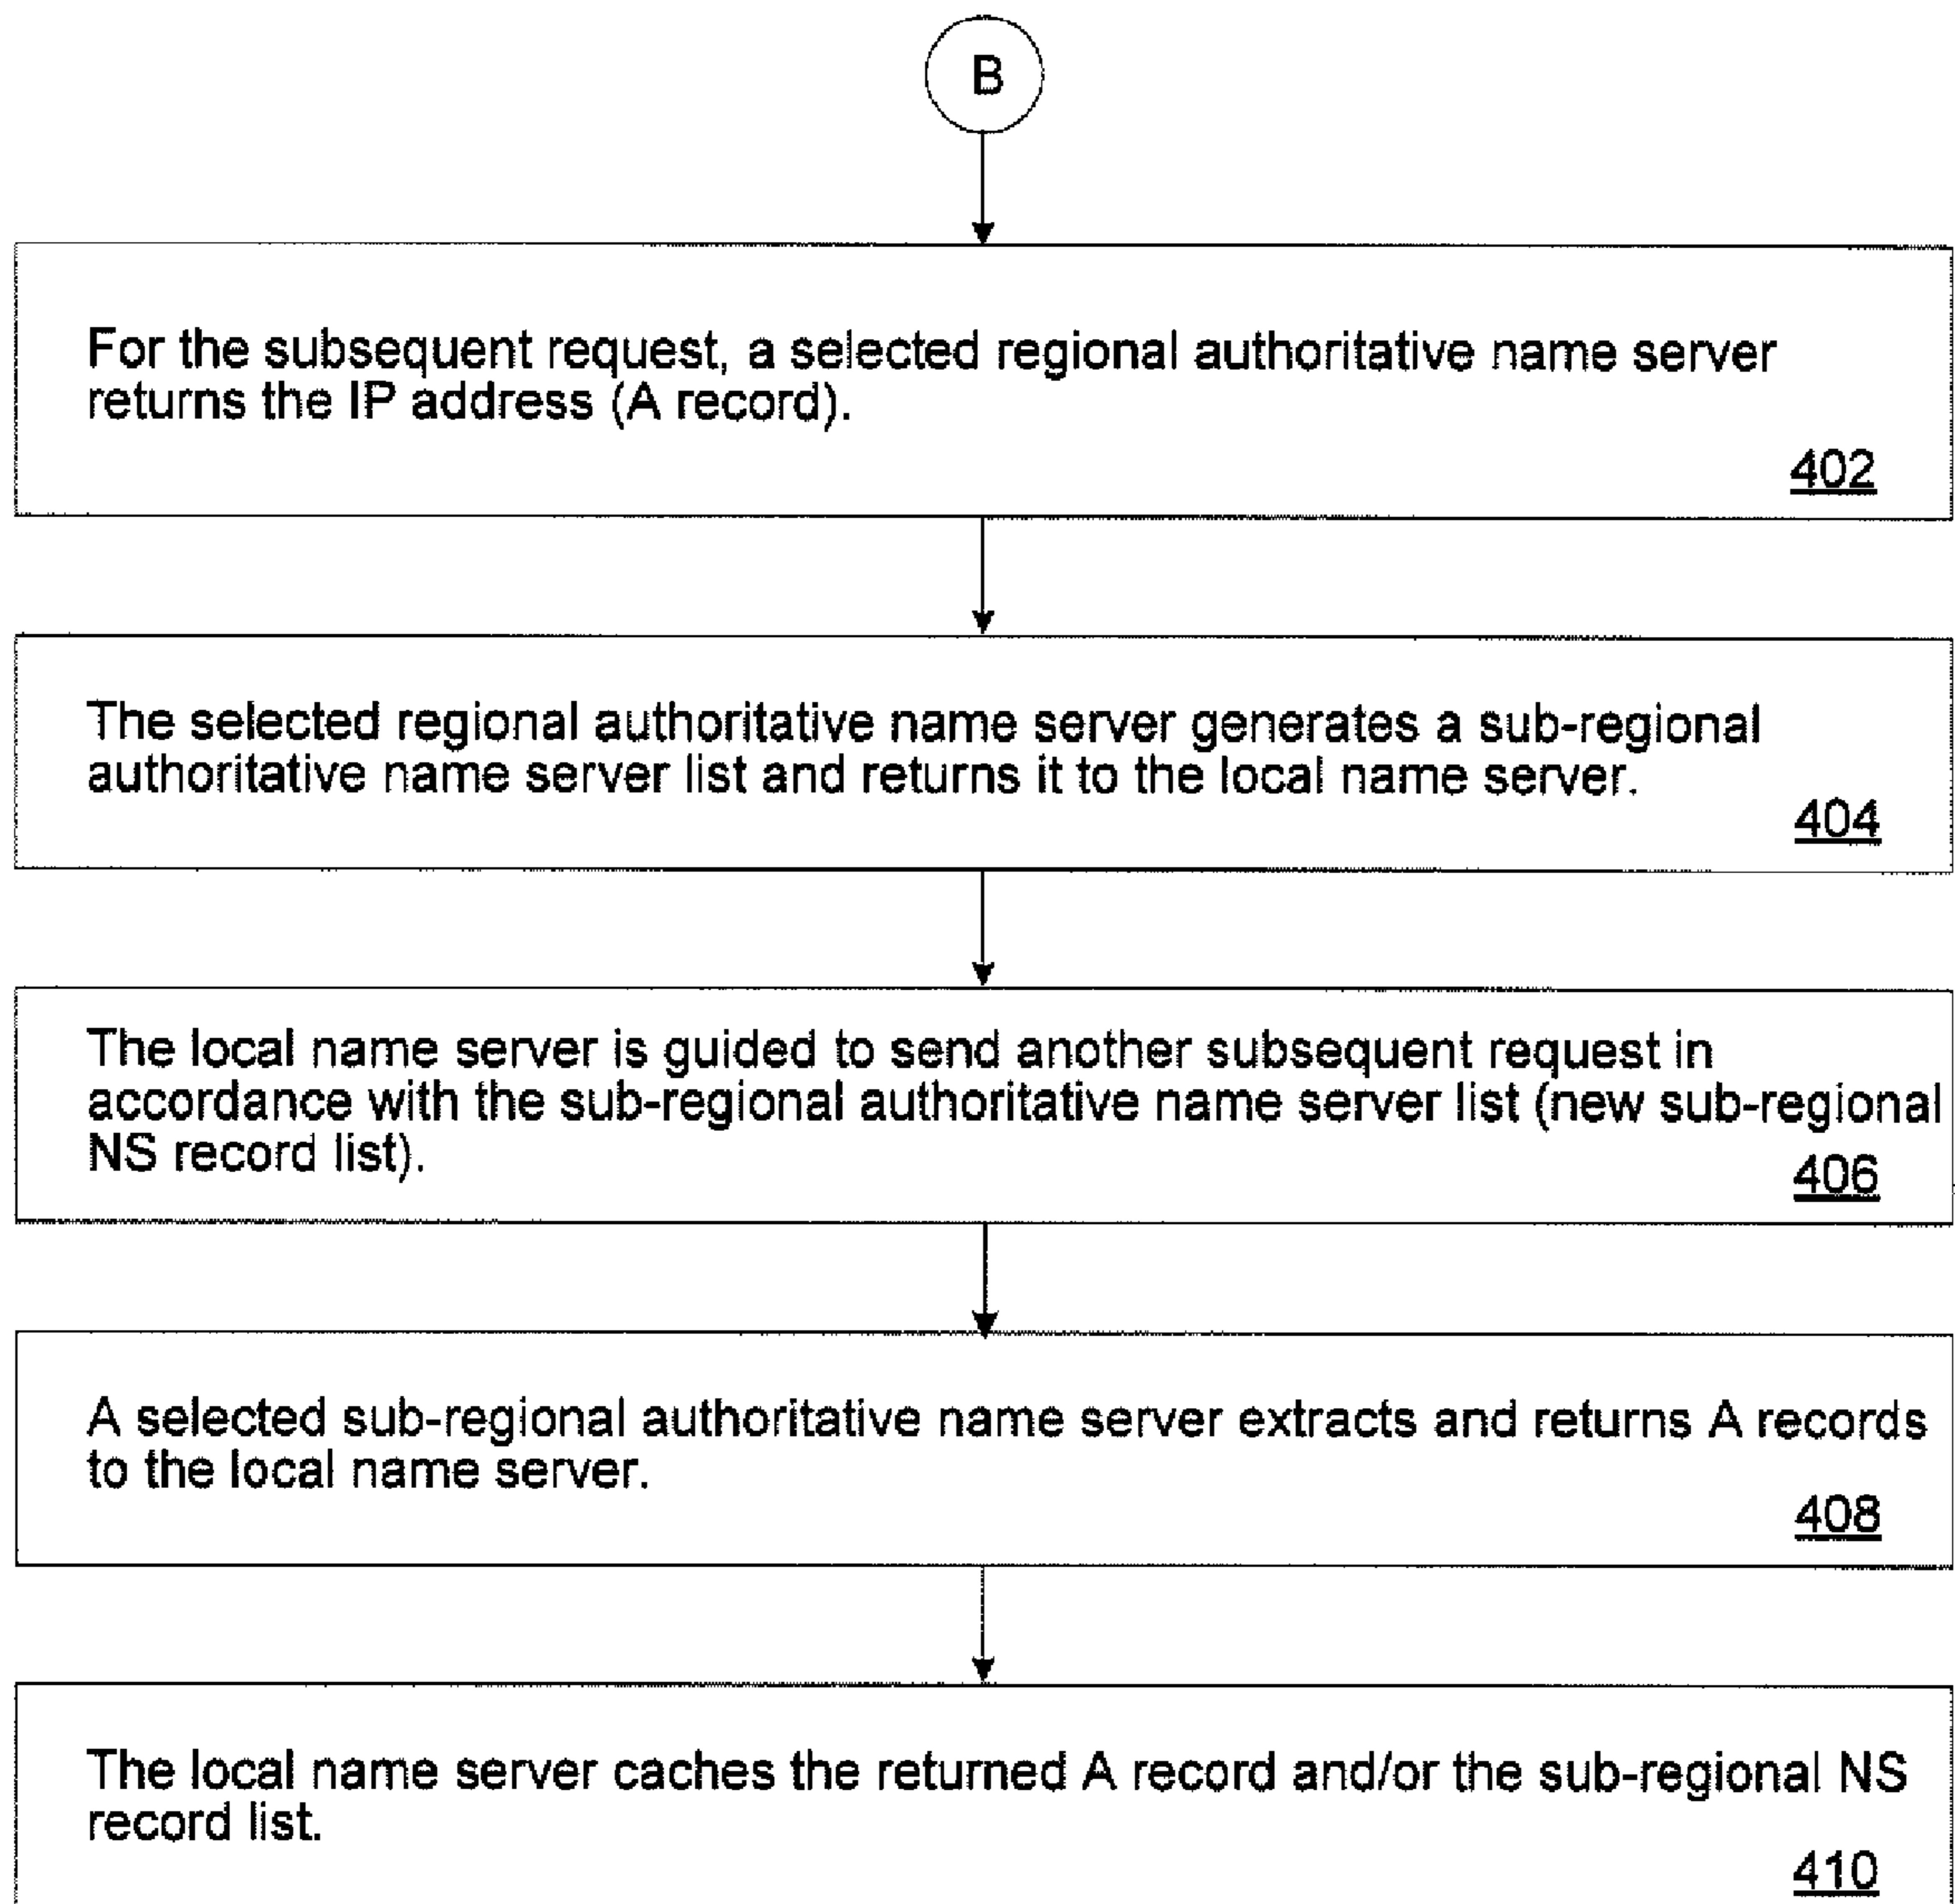 B
For the subsequent request, a selected regional authoritative name server
returns the IP address (A record).
402
The selected regional authoritative name server generates a sub-regional
authoritative name server list and returns it to the local name server.
404
The local name server is guided to send another subsequent request in
accordance with the sub-regional authoritative name server list (new sub-regional
NS record list).
406
A selected sub-regional authoritative name server extracts and returns A records
to the local name server.
408
The local name server caches the returned A record and/or the sub-regional NS
record list.
410